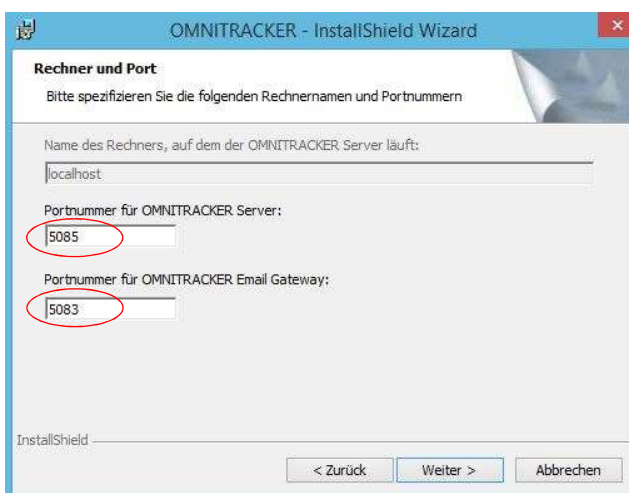 OMNITRACKER - InstallShield Wizard
Rechner und Port
Bitte spezifizieren Sie die folgenden Rechnernamen und Portnummern
Name des Rechners, auf dem der OMNITRACKER Server läuft:
localhost
Portnummer für OMNITRACKER Server:
5085
Portnummer für OMNITRACKER Email Gateway:
5083
InstallShield
< Zurück Weiter > Abbrechen